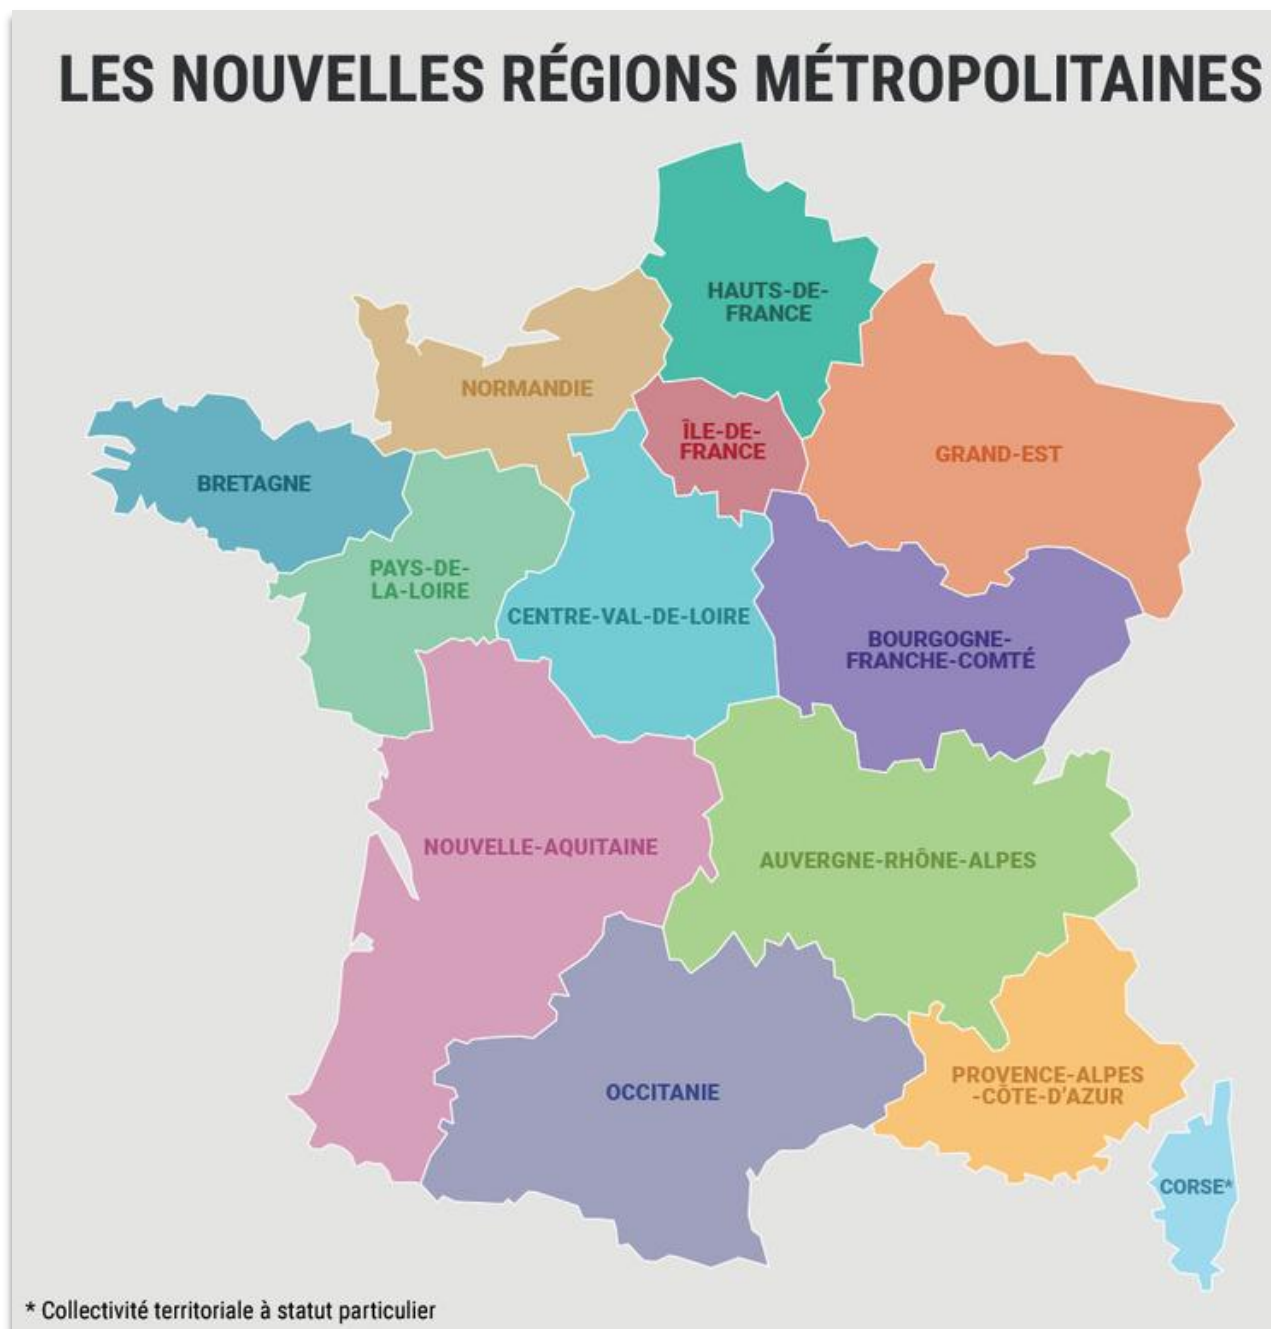 LES NOUVELLES RÉGIONS MÉTROPOLITAINES
HAUTS-DE-
FRANCE
NORMANDIE
ÎLE-DE-
FRANCE
GRAND-EST
BRETAGNE
PAYS-DE-
LA-LOIRE
CENTRE-VAL-DE-LOIRE
BOURGOGNE-
FRANCHE-COMTÉ
NOUVELLE-AQUITAINE
AUVERGNE-RHÔNE-ALPES
OCCITANIE
PROVENCE-ALPES
-CÔTE-D'AZUR
CORSE*
* Collectivité territoriale à statut particulier